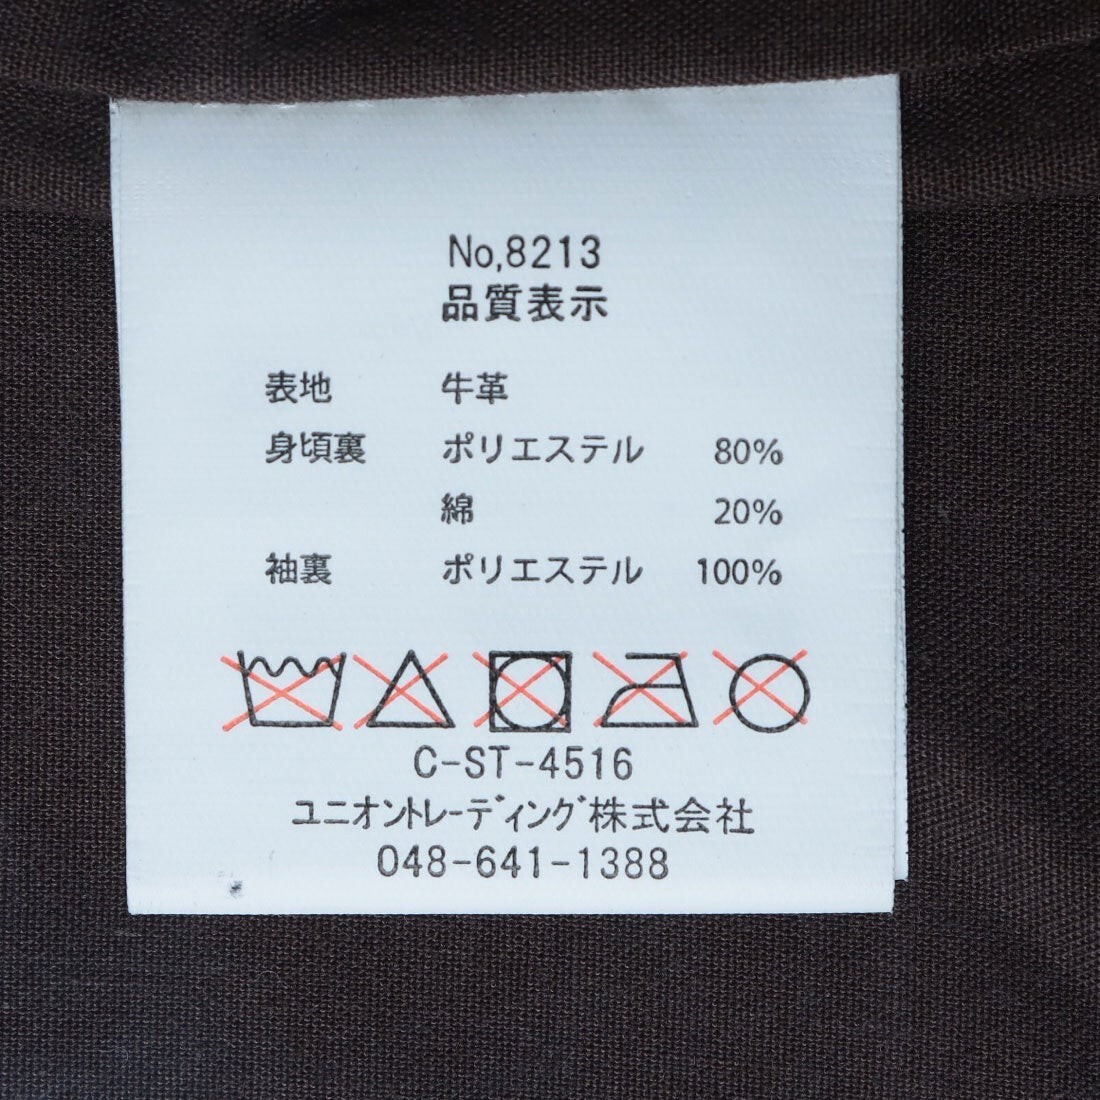 No,8213
品質表示
表地 牛革
身頃裏 ポリエステル 80%
綿 20%
袖裏 ポリエステル 100%
C-ST-4516
ユニオントレーディング株式会社
048-641-1388